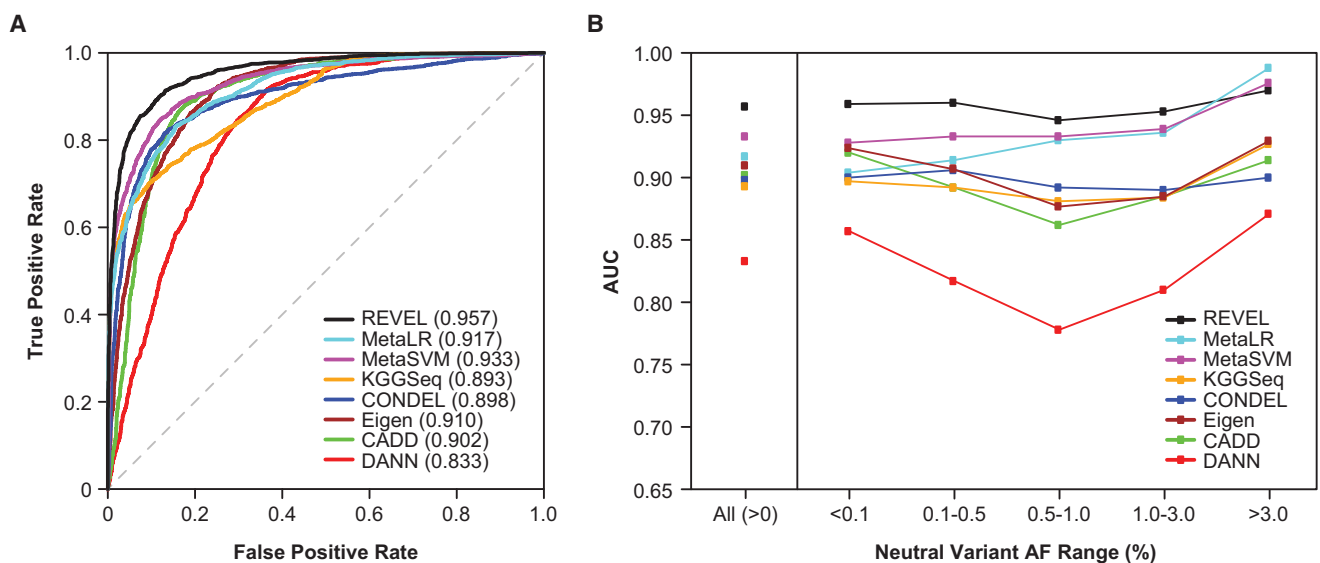 A
True Positive Rate
1.0
0.8
0.6
0.4
0.2
0
0 0.2 0.4 0.6 0.8 1.0
False Positive Rate
REVEL (0.957)
MetaLR (0.917)
MetaSVM (0.933)
KGGSeq (0.893)
CONDEL (0.898)
Eigen (0.910)
CADD (0.902)
DANN (0.833)
B
AUC
1.00
0.95
0.90
0.85
0.80
0.75
0.70
0.65
All (>0) <0.1 0.1-0.5 0.5-1.0 1.0-3.0 >3.0
Neutral Variant AF Range (%)
REVEL
MetaLR
MetaSVM
KGGSeq
CONDEL
Eigen
CADD
DANN